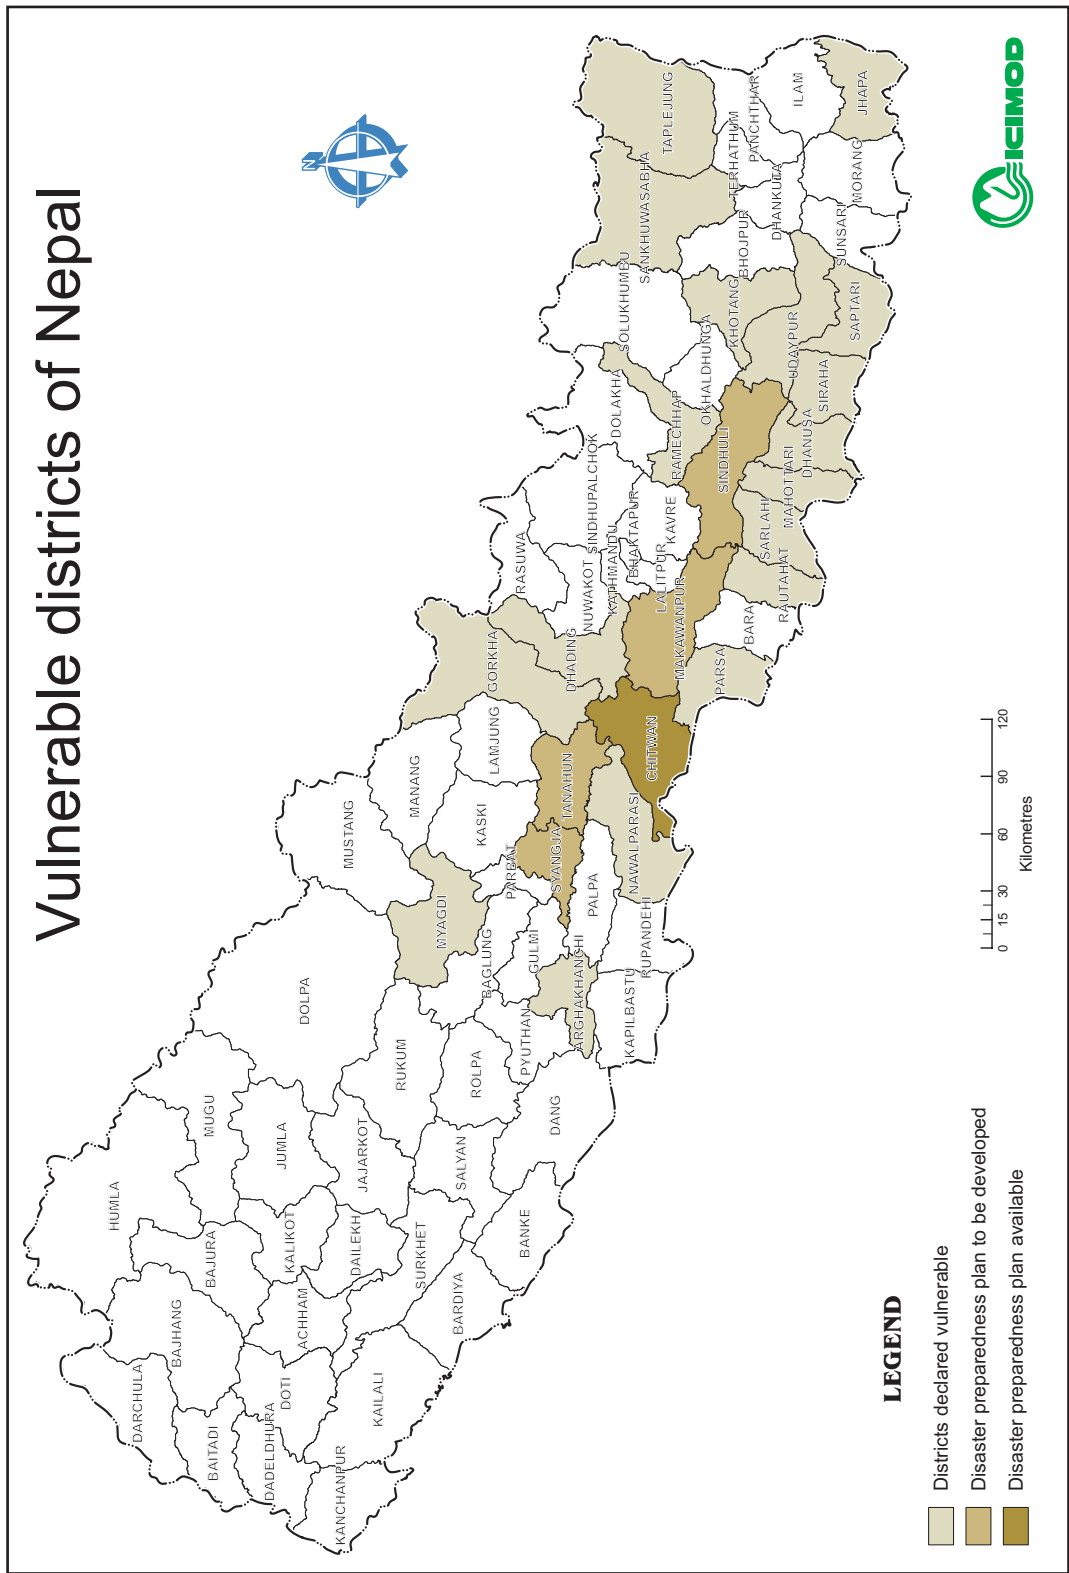 Vulnerable districts of Nepal
N
HUMLA
DARCHULA
BAJHANG
BAJURA
MUGU
BAITADI
DADELDHURA
DOTI
ACHHAM
KALIKOT
JUMLA
DOLPA
KANCHANPUR
KAILALI
DAILEKH
JAJARKOT
MUSTANG
SURKHET
RUKUM
MYAGDI
MANANG
BARDIYA
SALYAN
ROLPA
BAGLUNG
KASKI
LAMJUNG
GORKHA
BANKE
DANG
PYUTHAN
GULMI
PARBAT
SYANGJA
TANAHUN
DHADING
RASUWA
ARGHAKHANCHI
PALPA
NUWAKOT
SINDHUPALCHOK
KATHMANDU
BHAKTAPUR
DOLAKHA
KAPILBASTU
RUPANDEHI
NAWALPARASI
CHITWAN
MAKAWANPUR
LALITPUR
KAVRE
RAMECHHAP
SOLUKHUMBU
SANKHUWASABHA
TAPLEJUNG
PARSA
BARA
RAUTAHAT
SARLAHI
MAHOTTARI
DHANUSA
SINDHULI
OKHALDHUNGA
KHOTANG
BHOJPUR
TERHATHUM
PANCHTHAR
SIRAHA
UDAYPUR
SAPTARI
DHANKUTA
SUNSARI
MORANG
ILAM
JHAPA
LEGEND
Districts declared vulnerable
Disaster preparedness plan to be developed
Disaster preparedness plan available
0 15 30 60 90 120
Kilometres
ICIMOD